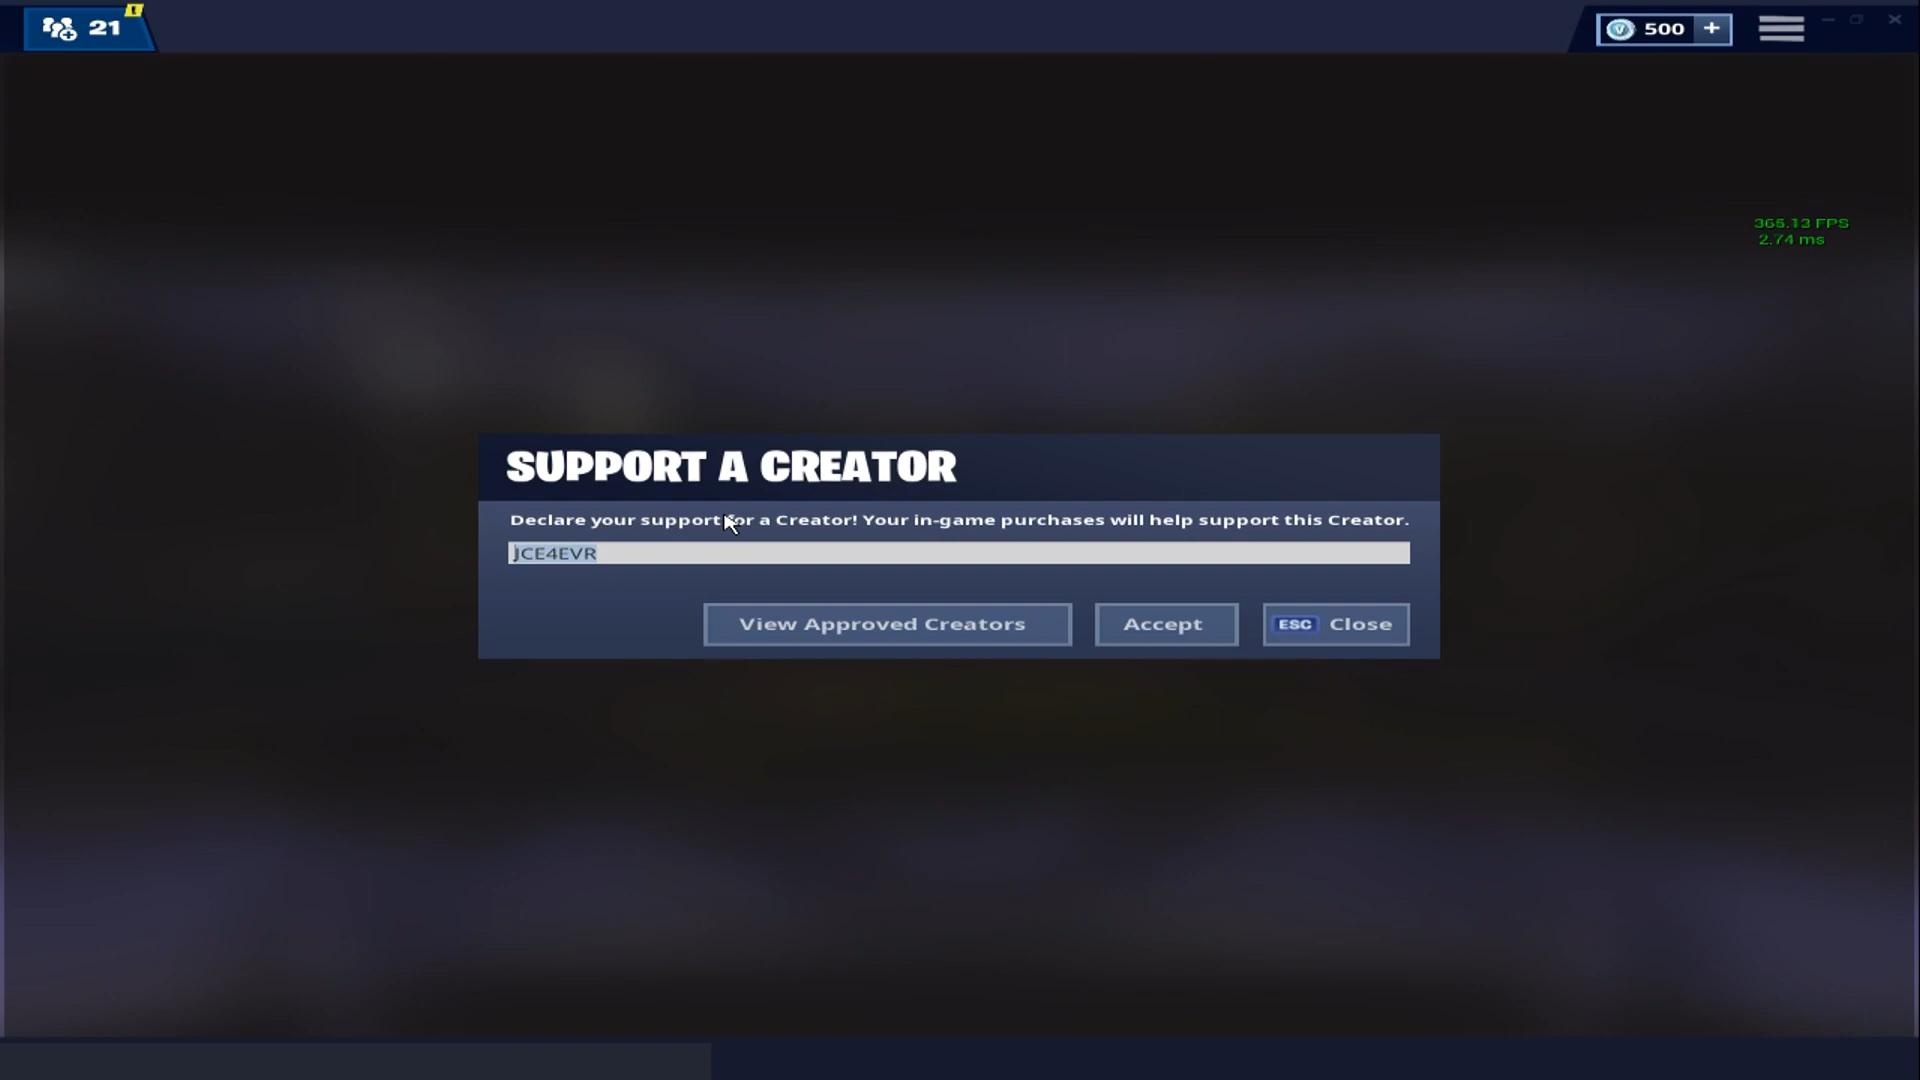 21
500 +
365.13 FPS
2.74 ms
SUPPORT A CREATOR
Declare your support for a Creator! Your in-game purchases will help support this Creator.
JCE4EVR
View Approved Creators
Accept
ESC Close